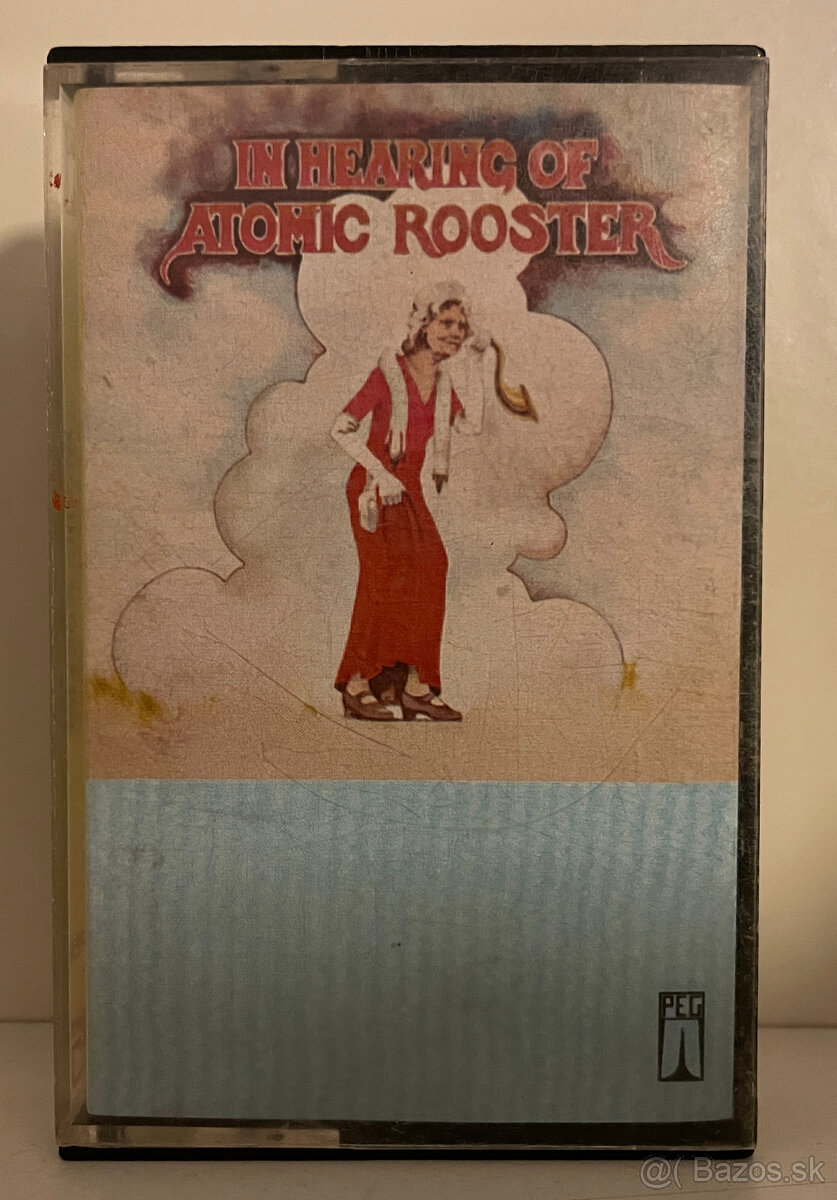 IN HEARING OF
ATOMIC ROOSTER
PEG
@( Bazos.sk